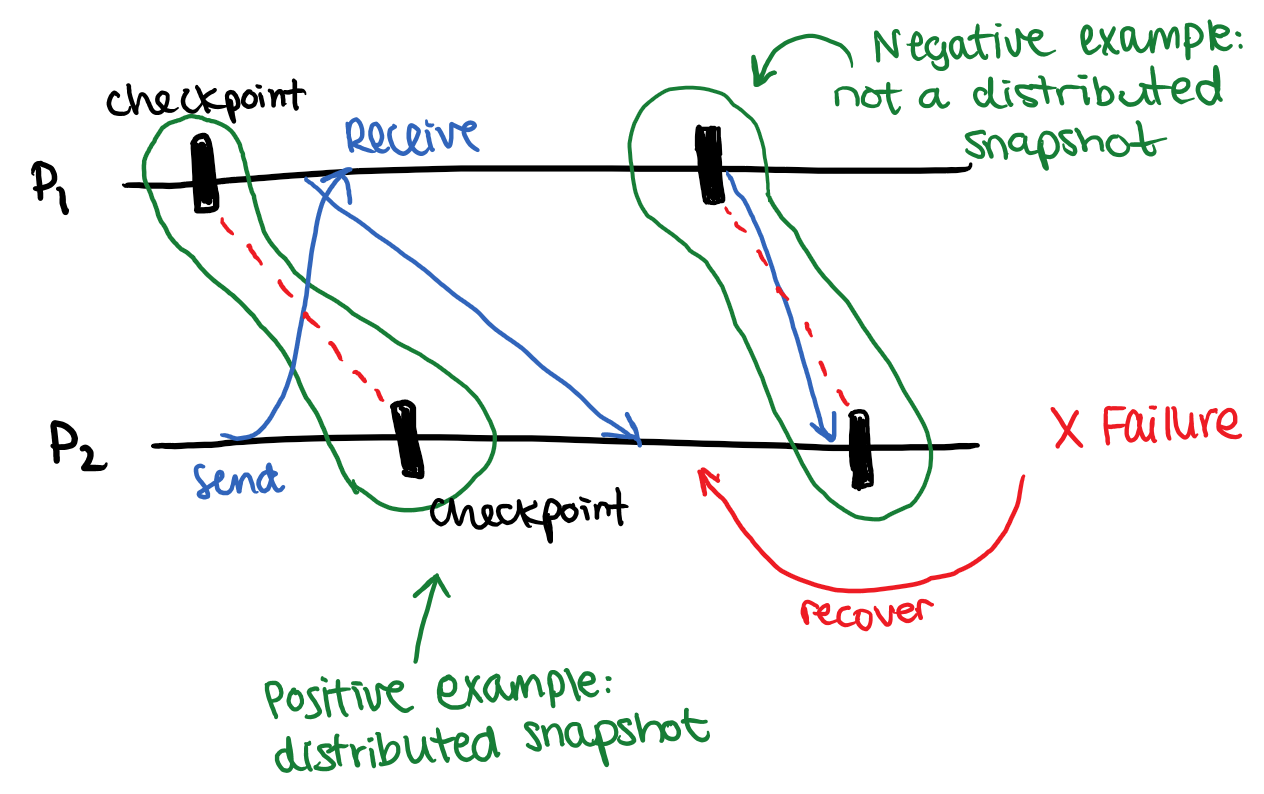 Negative example:
not a distributed
snapshot
checkpoint
Receive
P1
P2
Send
checkpoint
X Failure
recover
Positive example:
distributed snapshot